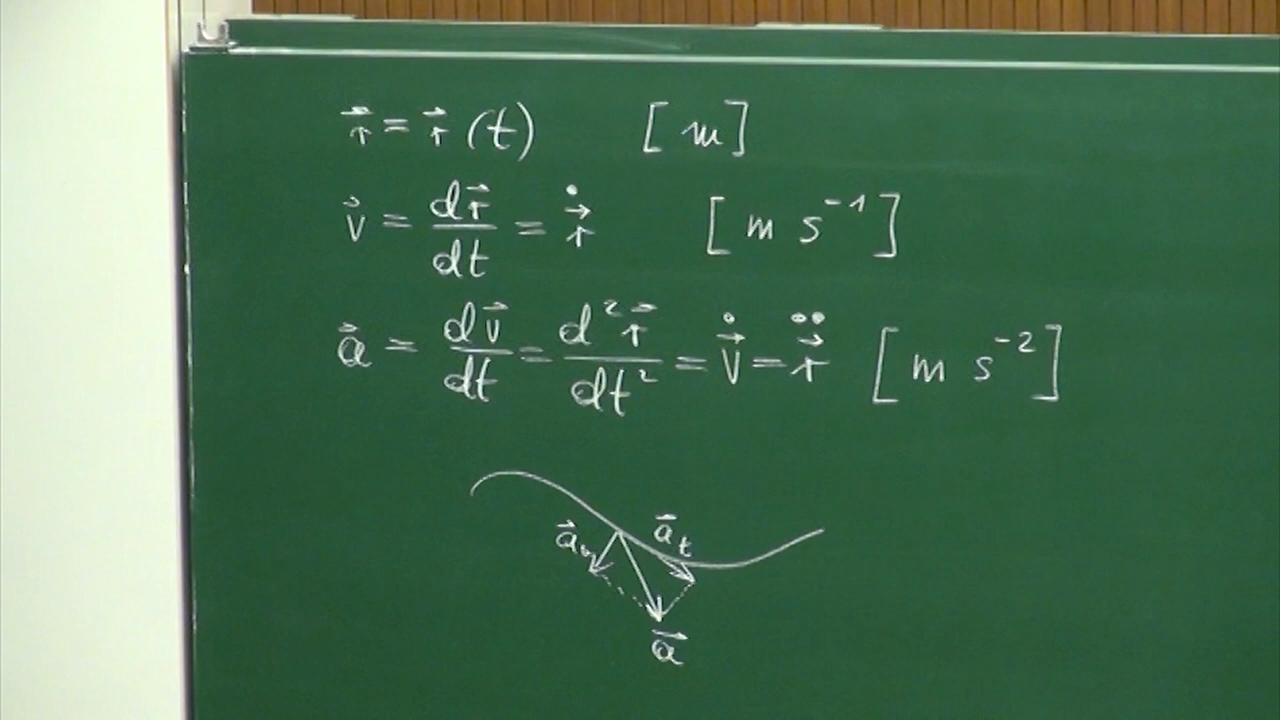 r⃗ = r⃗ (t) [m]
v⃗ = dr⃗/dt = ṙ⃗ [m s⁻¹]
a⃗ = dv⃗/dt = d²r⃗/dt² = v̇⃗ = r̈⃗ [m s⁻²]
a⃗ₙ a⃗ₜ
a⃗